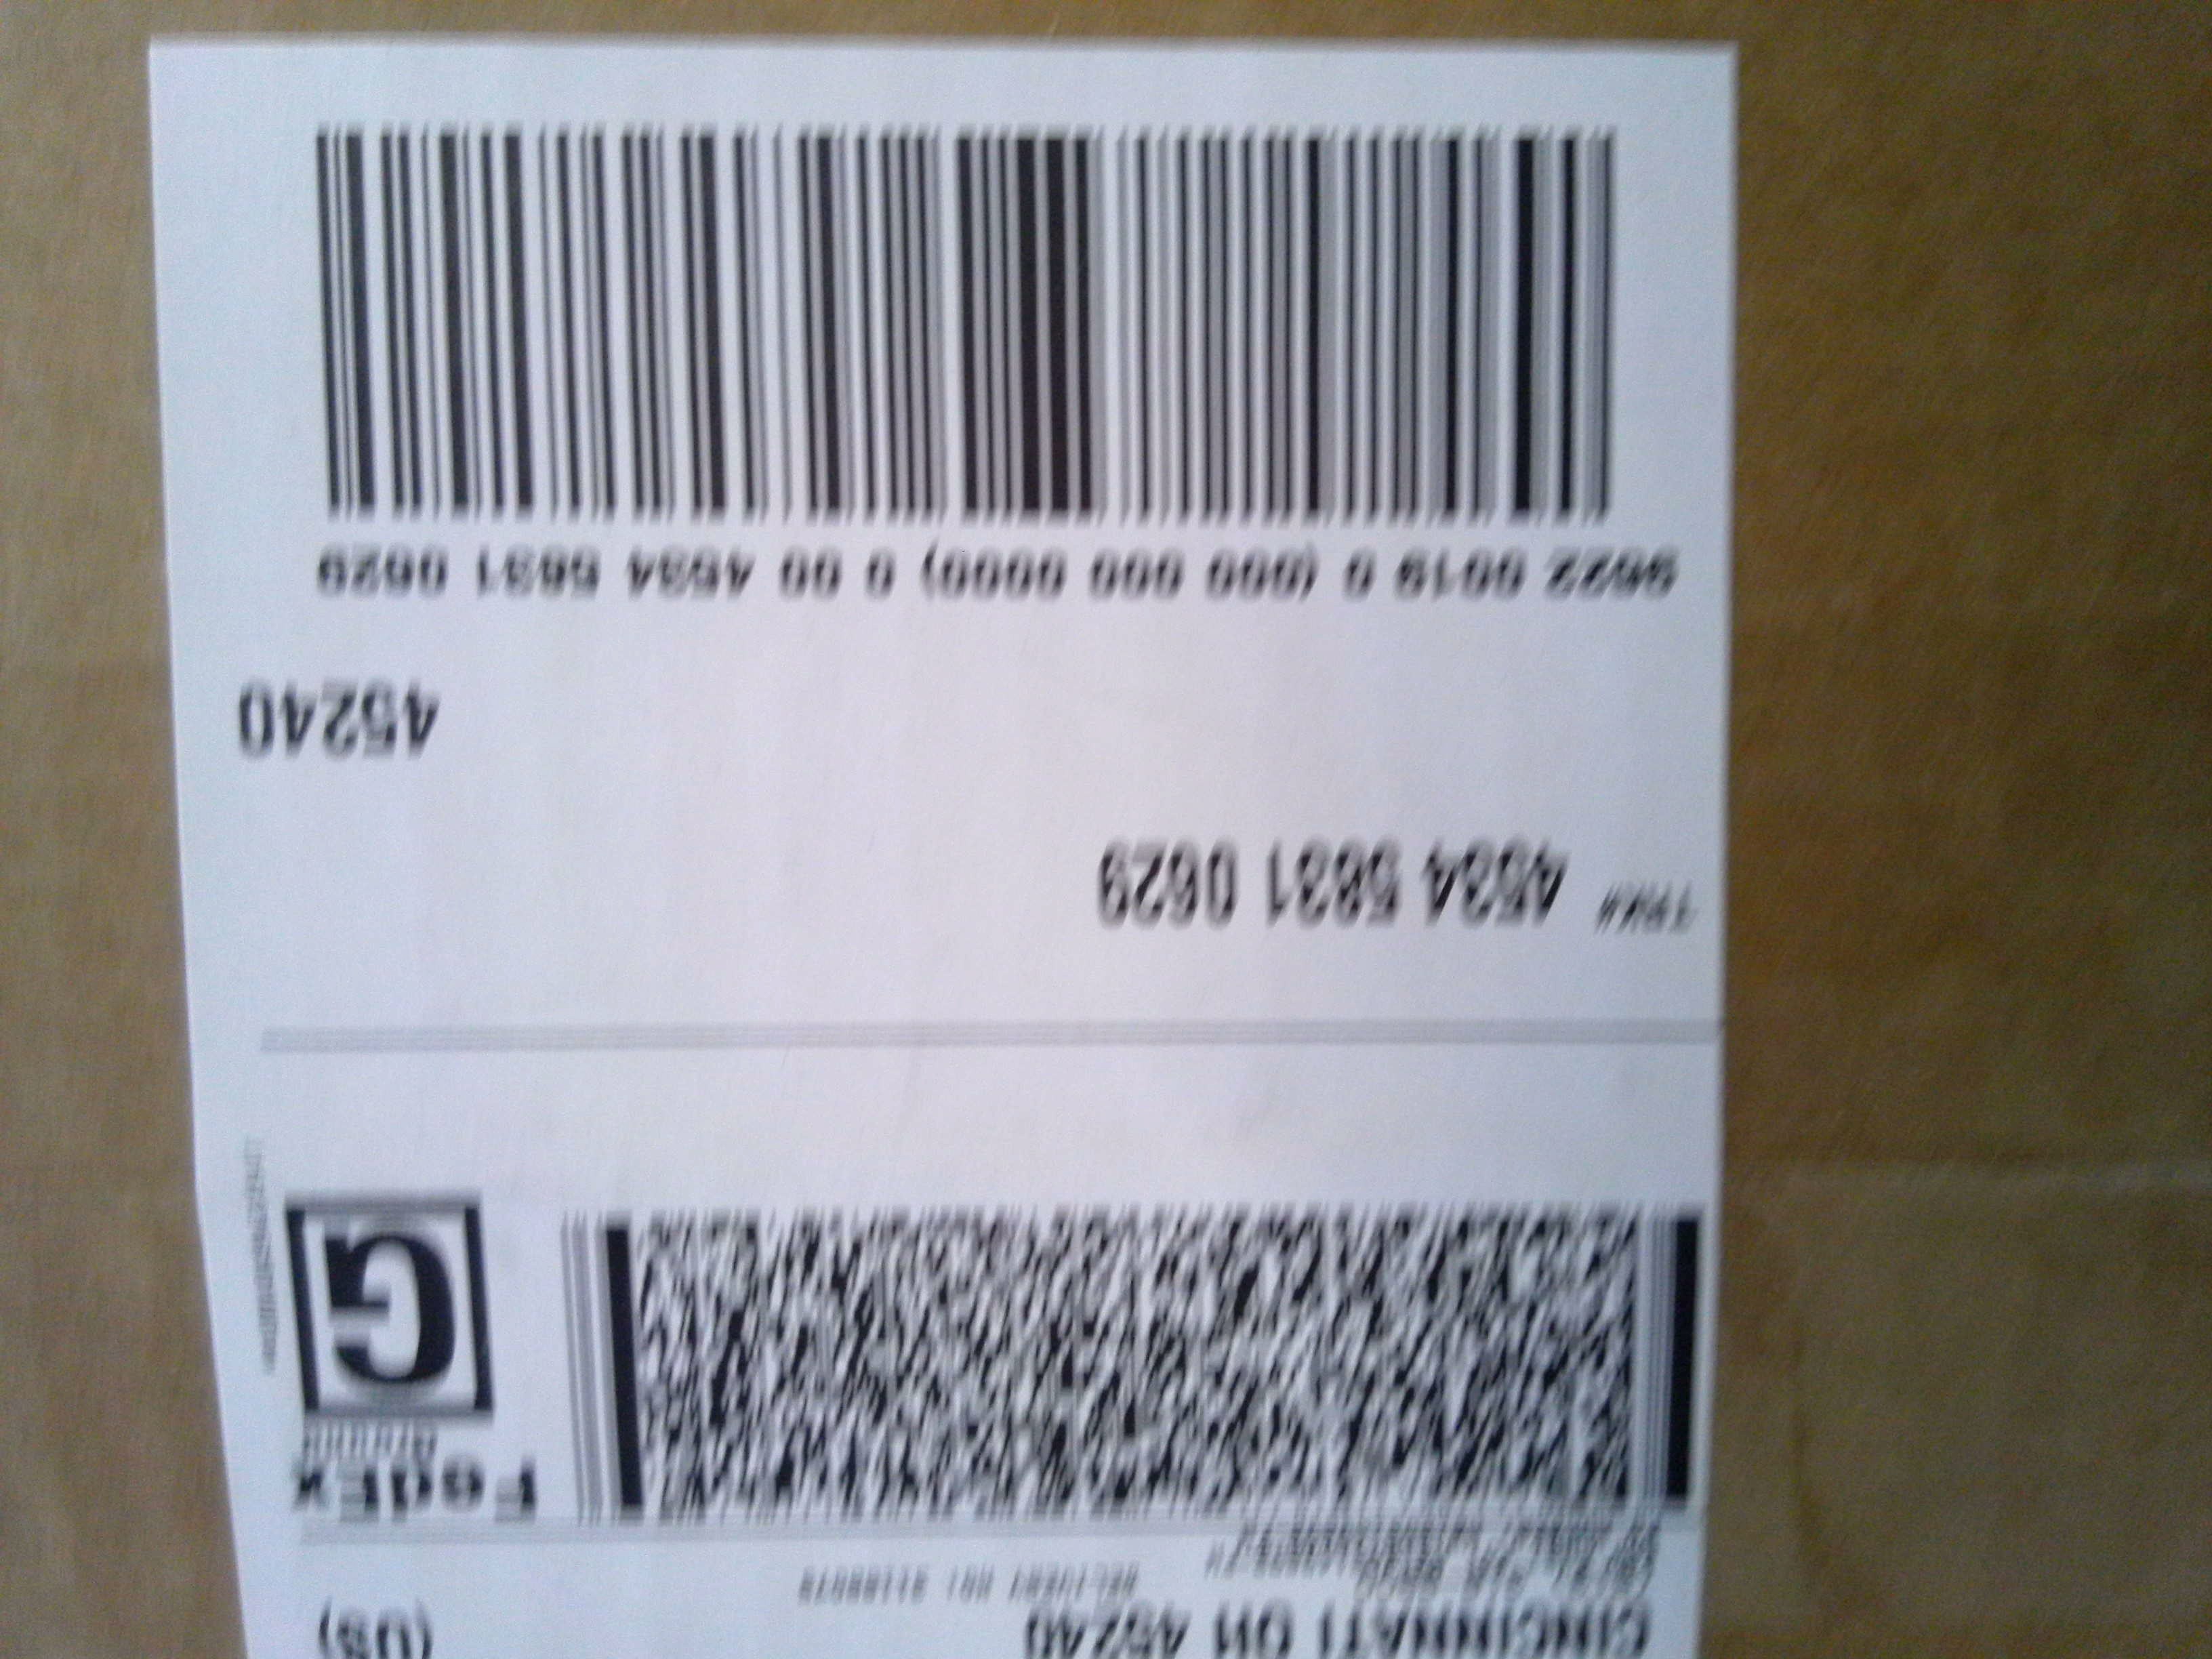 CINCINNATI OH 45240
(US)
FedEx
G
TRK# 4534 5831 0629
45240
9622 0019 0 (000 000 0000) 0 00 4534 5831 0629